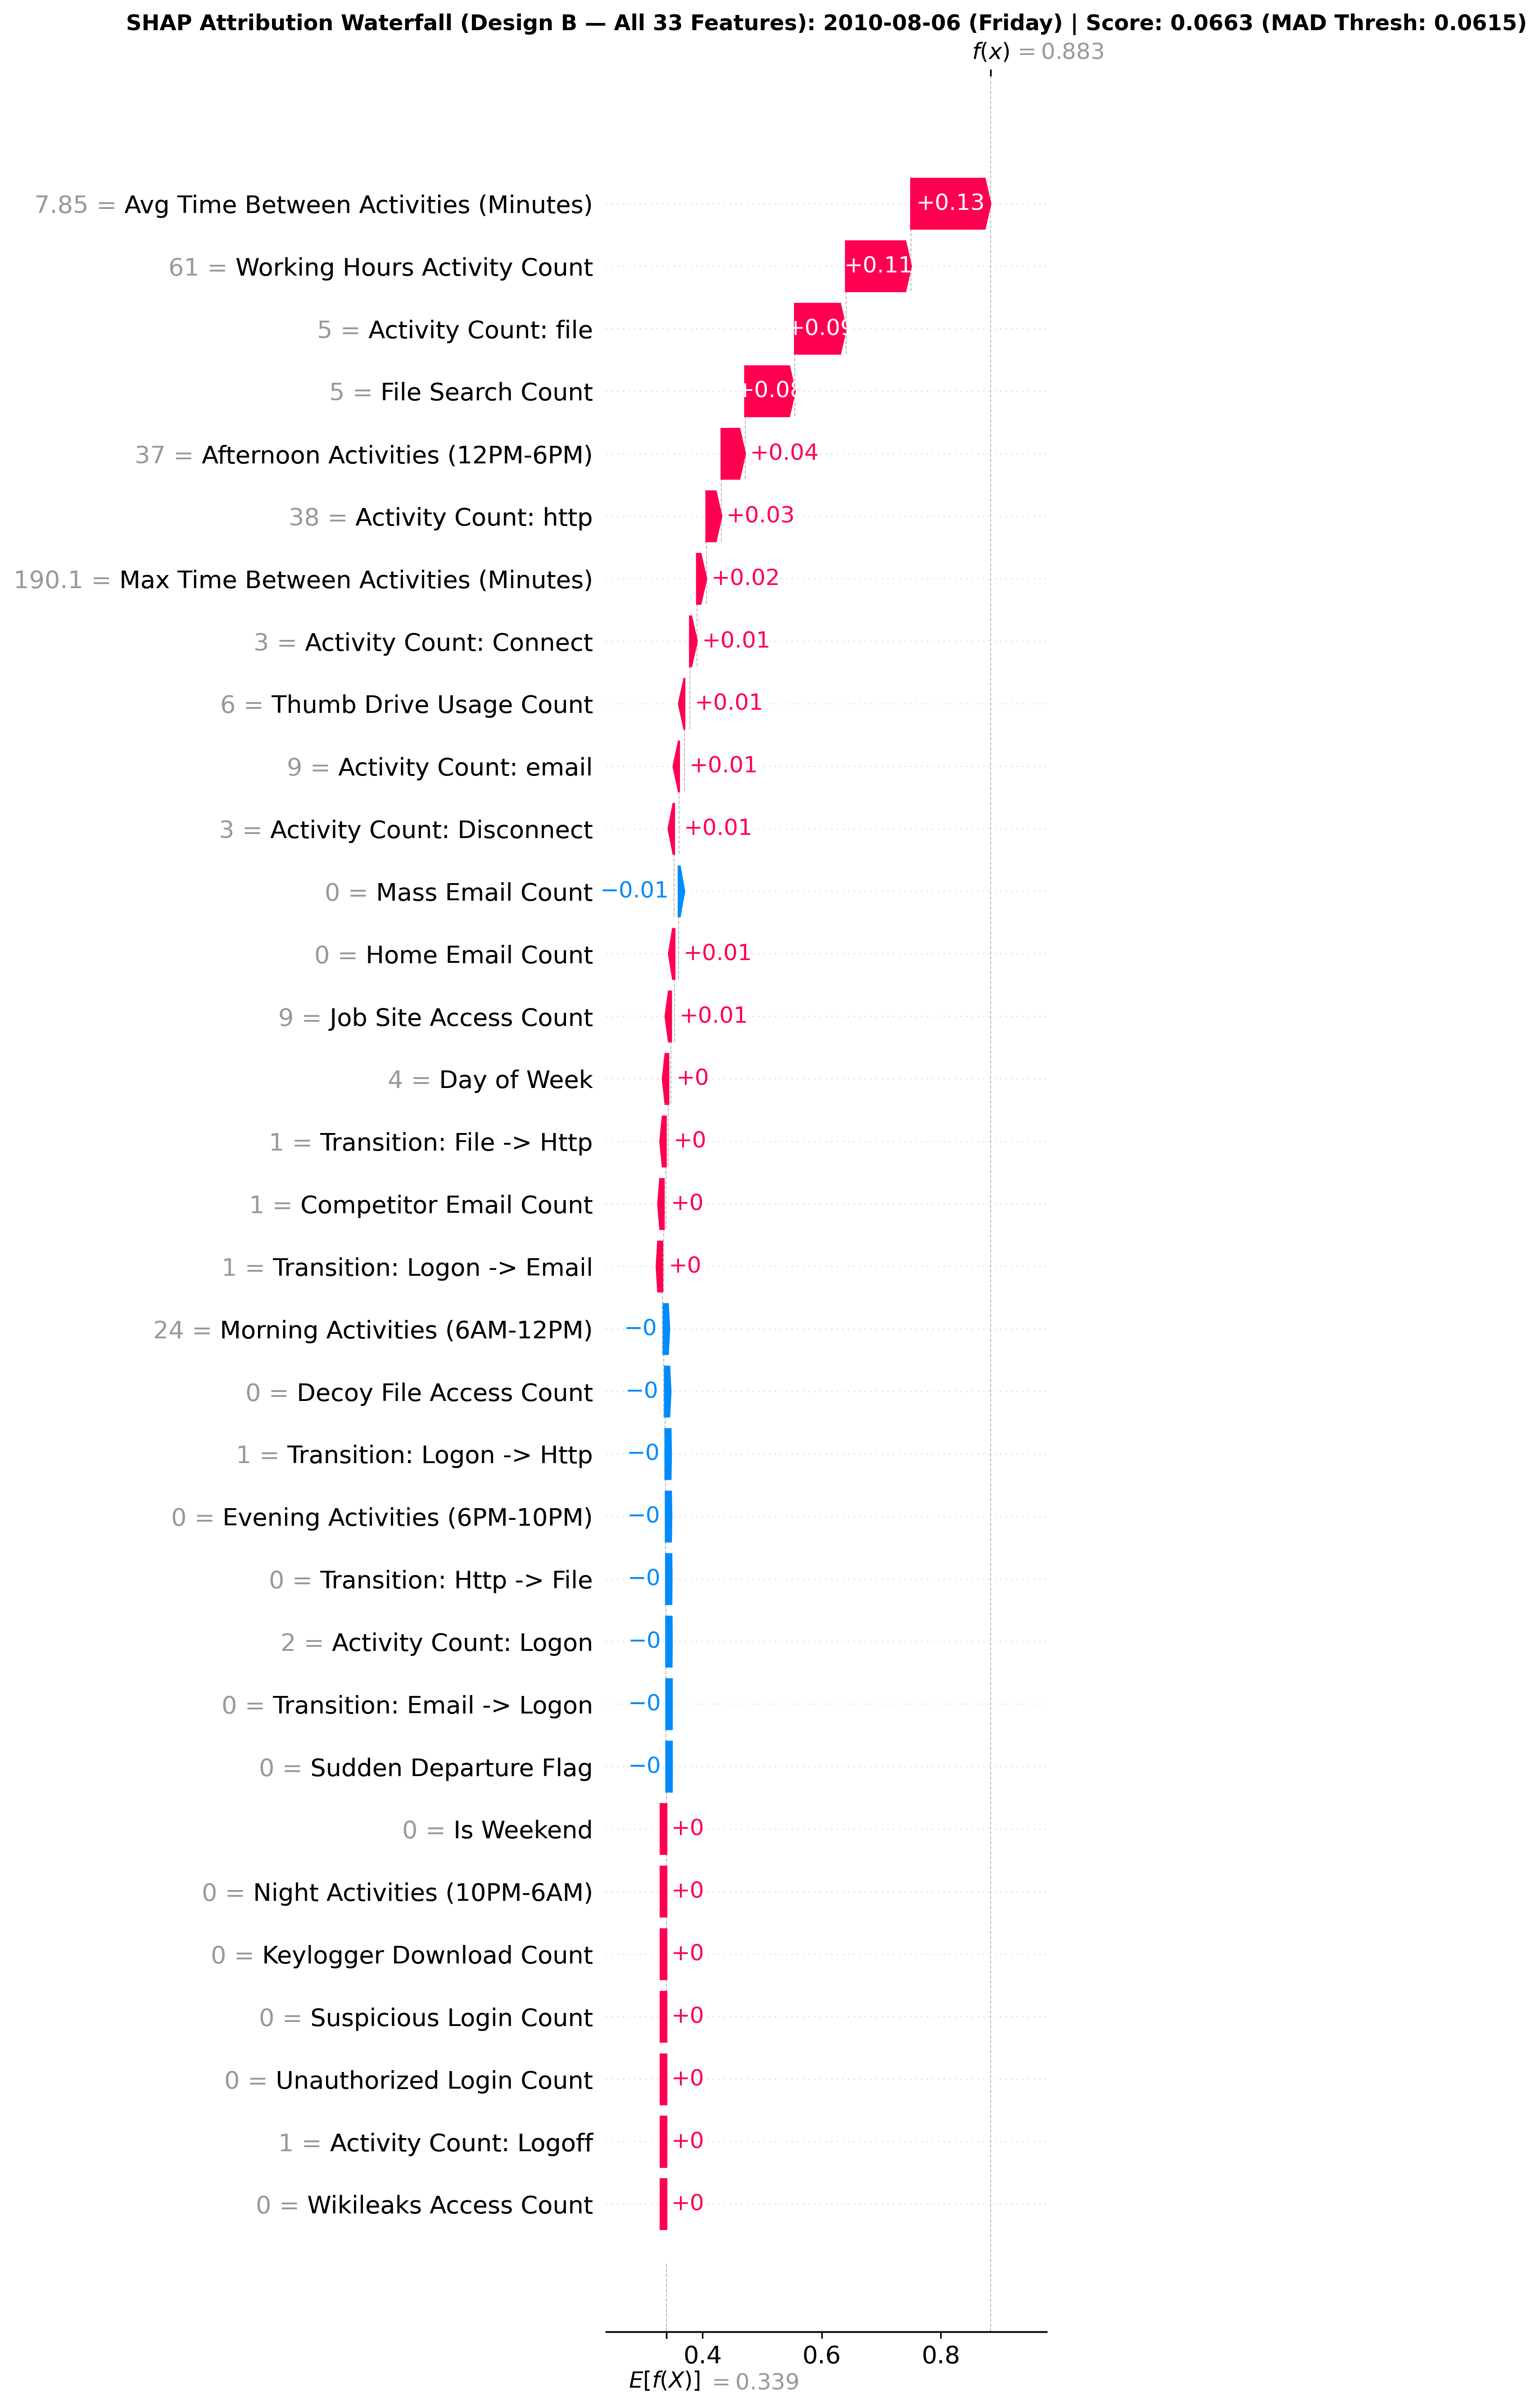 SHAP Attribution Waterfall (Design B — All 33 Features): 2010-08-06 (Friday) | Score: 0.0663 (MAD Thresh: 0.0615)
f(x) = 0.883
7.85 = Avg Time Between Activities (Minutes) +0.13
61 = Working Hours Activity Count +0.11
5 = Activity Count: file +0.09
5 = File Search Count +0.08
37 = Afternoon Activities (12PM-6PM) +0.04
38 = Activity Count: http +0.03
190.1 = Max Time Between Activities (Minutes) +0.02
3 = Activity Count: Connect +0.01
6 = Thumb Drive Usage Count +0.01
9 = Activity Count: email +0.01
3 = Activity Count: Disconnect +0.01
0 = Mass Email Count −0.01
0 = Home Email Count +0.01
9 = Job Site Access Count +0.01
4 = Day of Week +0
1 = Transition: File -> Http +0
1 = Competitor Email Count +0
1 = Transition: Logon -> Email +0
24 = Morning Activities (6AM-12PM) −0
0 = Decoy File Access Count −0
1 = Transition: Logon -> Http −0
0 = Evening Activities (6PM-10PM) −0
0 = Transition: Http -> File −0
2 = Activity Count: Logon −0
0 = Transition: Email -> Logon −0
0 = Sudden Departure Flag −0
0 = Is Weekend +0
0 = Night Activities (10PM-6AM) +0
0 = Keylogger Download Count +0
0 = Suspicious Login Count +0
0 = Unauthorized Login Count +0
1 = Activity Count: Logoff +0
0 = Wikileaks Access Count +0
0.4 0.6 0.8
E[f(X)] = 0.339